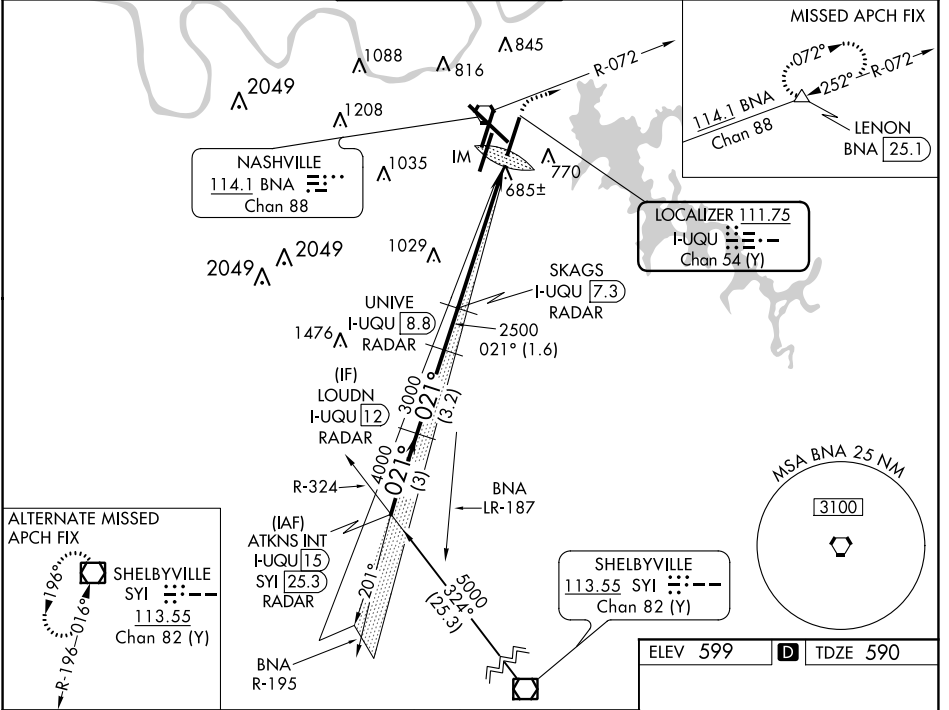 MISSED APCH FIX
072°
252°
R-072
114.1 BNA
Chan 88
LENON
BNA 25.1
1088
845
816
R-072
2049
1208
NASHVILLE
114.1 BNA
Chan 88
1035
IM
770
685±
LOCALIZER 111.75
I-UQU
Chan 54 (Y)
2049
2049
1029
SKAGS
I-UQU 7.3
RADAR
UNIVE
I-UQU 8.8
RADAR
2500
021° (1.6)
1476
(IF)
LOUDN
I-UQU 12
RADAR
3000
021°
(3.2)
4000
021°
(3)
R-324
BNA
LR-187
(IAF)
ATKNS INT
I-UQU 15
SYI 25.3
RADAR
201°
BNA
R-195
5000
324°
(25.3)
SHELBYVILLE
113.55 SYI
Chan 82 (Y)
MSA BNA 25 NM
3100
ALTERNATE MISSED
APCH FIX
196°
R-196
016°
SHELBYVILLE
SYI
113.55
Chan 82 (Y)
ELEV 599
D
TDZE 590